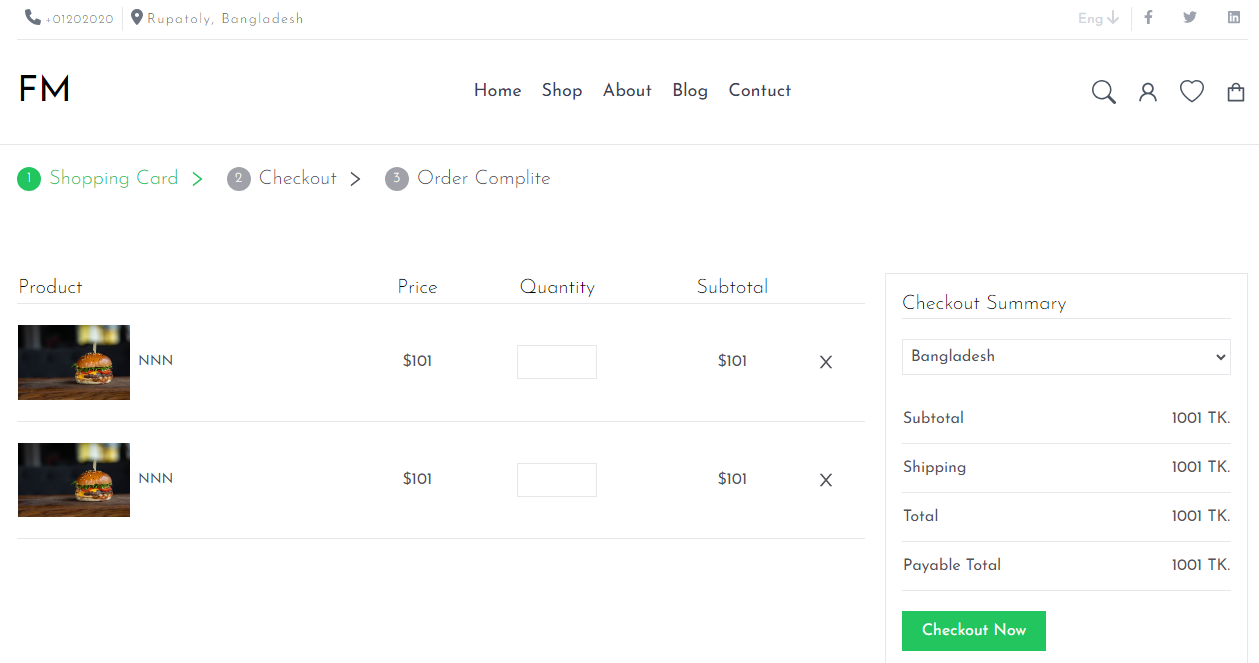 +01202020 Rupatoly, Bangladesh Eng
FM Home Shop About Blog Contuct
1 Shopping Card 2 Checkout 3 Order Complite
Product Price Quantity Subtotal
NNN $101 $101
NNN $101 $101
Checkout Summary
Bangladesh
Subtotal 1001 TK.
Shipping 1001 TK.
Total 1001 TK.
Payable Total 1001 TK.
Checkout Now